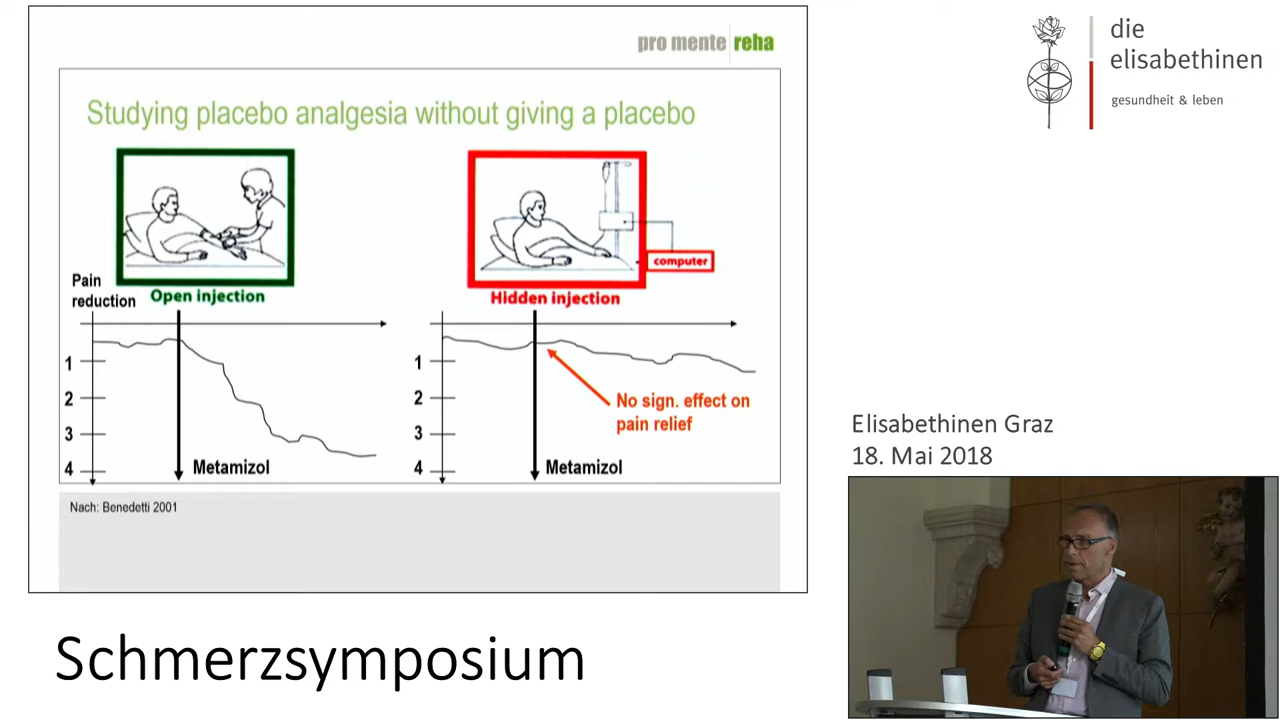 pro mente reha
Studying placebo analgesia without giving a placebo
computer
Pain
reduction
Open injection
Hidden injection
1
2
3
4
Metamizol
1
2
3
4
No sign. effect on
pain relief
Metamizol
Nach: Benedetti 2001
die
elisabethinen
gesundheit & leben
Elisabethinen Graz
18. Mai 2018
Schmerzsymposium